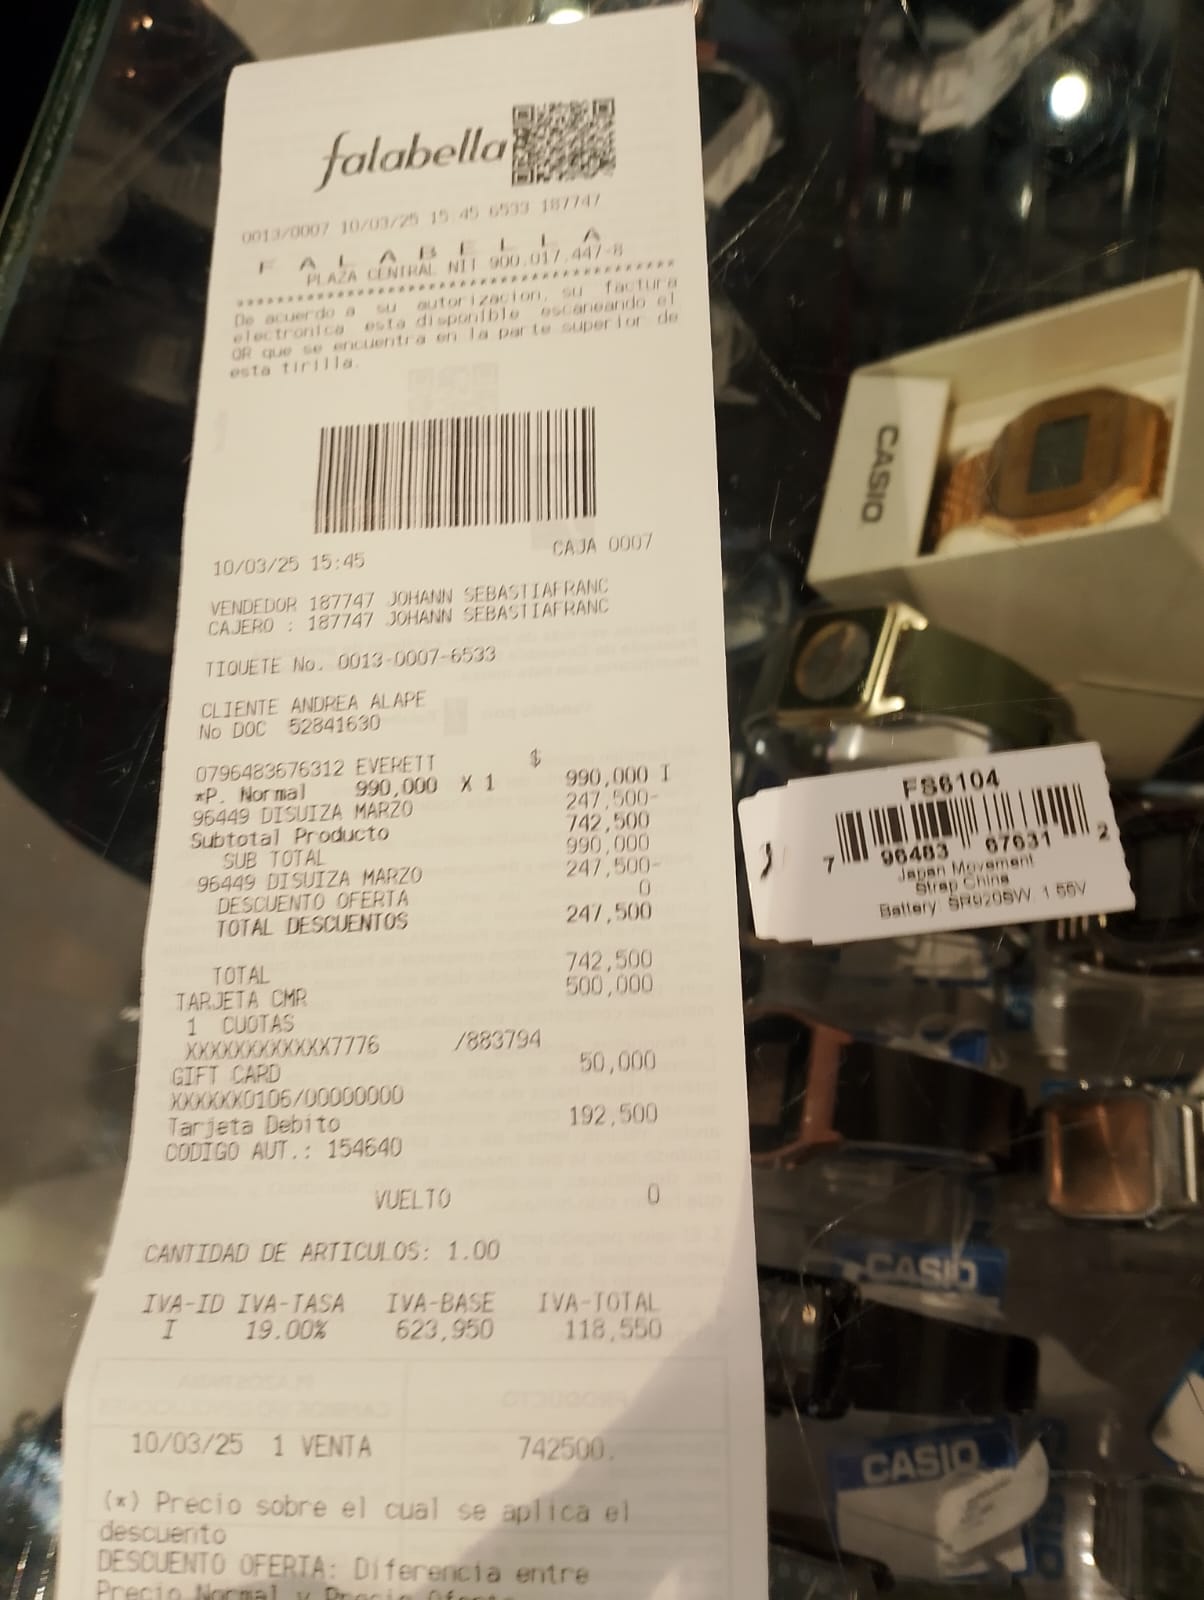 falabella
0013/0007 10/03/25 15:45 6533 187747
F A L A B E L L A
PLAZA CENTRAL NIT 900.017.447-8
****************************************
De acuerdo a su autorizacion, su factura
electronica esta disponible escaneando el
QR que se encuentra en la parte superior de
esta tirilla.
10/03/25 15:45 CAJA 0007
VENDEDOR 187747 JOHANN SEBASTIAFRANC
CAJERO : 187747 JOHANN SEBASTIAFRANC
TIQUETE No. 0013-0007-6533
CLIENTE ANDREA ALAPE
No DOC 52841630
0796483676312 EVERETT $
*P. Normal 990,000 X 1 990,000 I
96449 DISUIZA MARZO 247,500-
Subtotal Producto 742,500
SUB TOTAL 990,000
96449 DISUIZA MARZO 247,500-
DESCUENTO OFERTA 0
TOTAL DESCUENTOS 247,500
TOTAL 742,500
TARJETA CMR 500,000
1 CUOTAS
XXXXXXXXXXXX7776 /883794
GIFT CARD 50,000
XXXXXX0106/00000000
Tarjeta Debito 192,500
CODIGO AUT.: 154640
VUELTO 0
CANTIDAD DE ARTICULOS: 1.00
IVA-ID IVA-TASA IVA-BASE IVA-TOTAL
I 19.00% 623,950 118,550
10/03/25 1 VENTA 742500.
(*) Precio sobre el cual se aplica el
descuento
DESCUENTO OFERTA: Diferencia entre
Precio Normal y Precio Oferta
CASIO
FS6104
7 96483 67631 2
Japan Movement
Strap China
Battery: SR920SW 1.55V
CASIO
CASIO